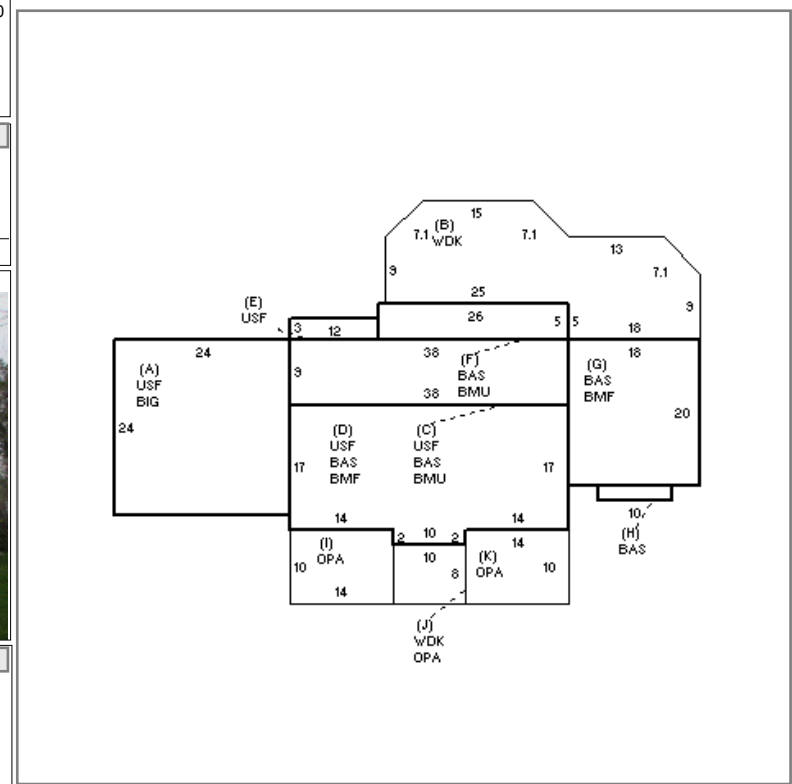 15
(B)
7.1
7.1
WDK
13
7.1
9
25
9
(E)
USF
26
5
5
3
12
18
24
38
18
(A)
USF
BIG
9
(F)
BAS
BMU
(G)
BAS
BMF
38
20
24
(D)
USF
BAS
BMF
(C)
USF
BAS
BMU
17
17
14
10
14
2
2
10
(H)
BAS
(I)
OPA
10
14
(K)
OPA
10
8
10
14
(J)
WDK
OPA